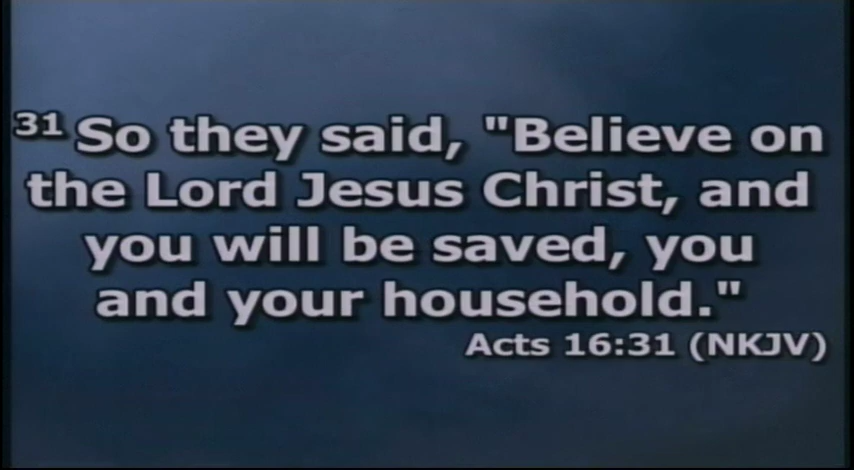 31 So they said, "Believe on
the Lord Jesus Christ, and
you will be saved, you
and your household."
Acts 16:31 (NKJV)